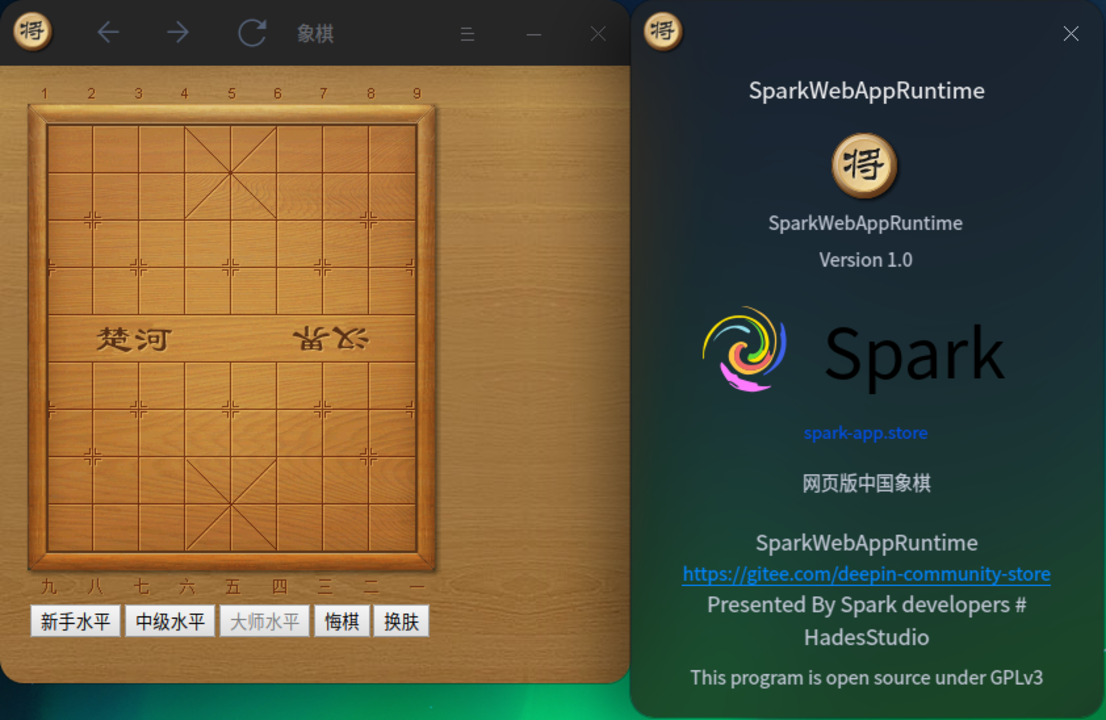 将
象棋
1 2 3 4 5 6 7 8 9
楚河 汉界
九 八 七 六 五 四 三 二 一
新手水平 中级水平 大师水平 悔棋 换肤
将
SparkWebAppRuntime
将
SparkWebAppRuntime
Version 1.0
Spark
spark-app.store
网页版中国象棋
SparkWebAppRuntime
https://gitee.com/deepin-community-store
Presented By Spark developers #
HadesStudio
This program is open source under GPLv3